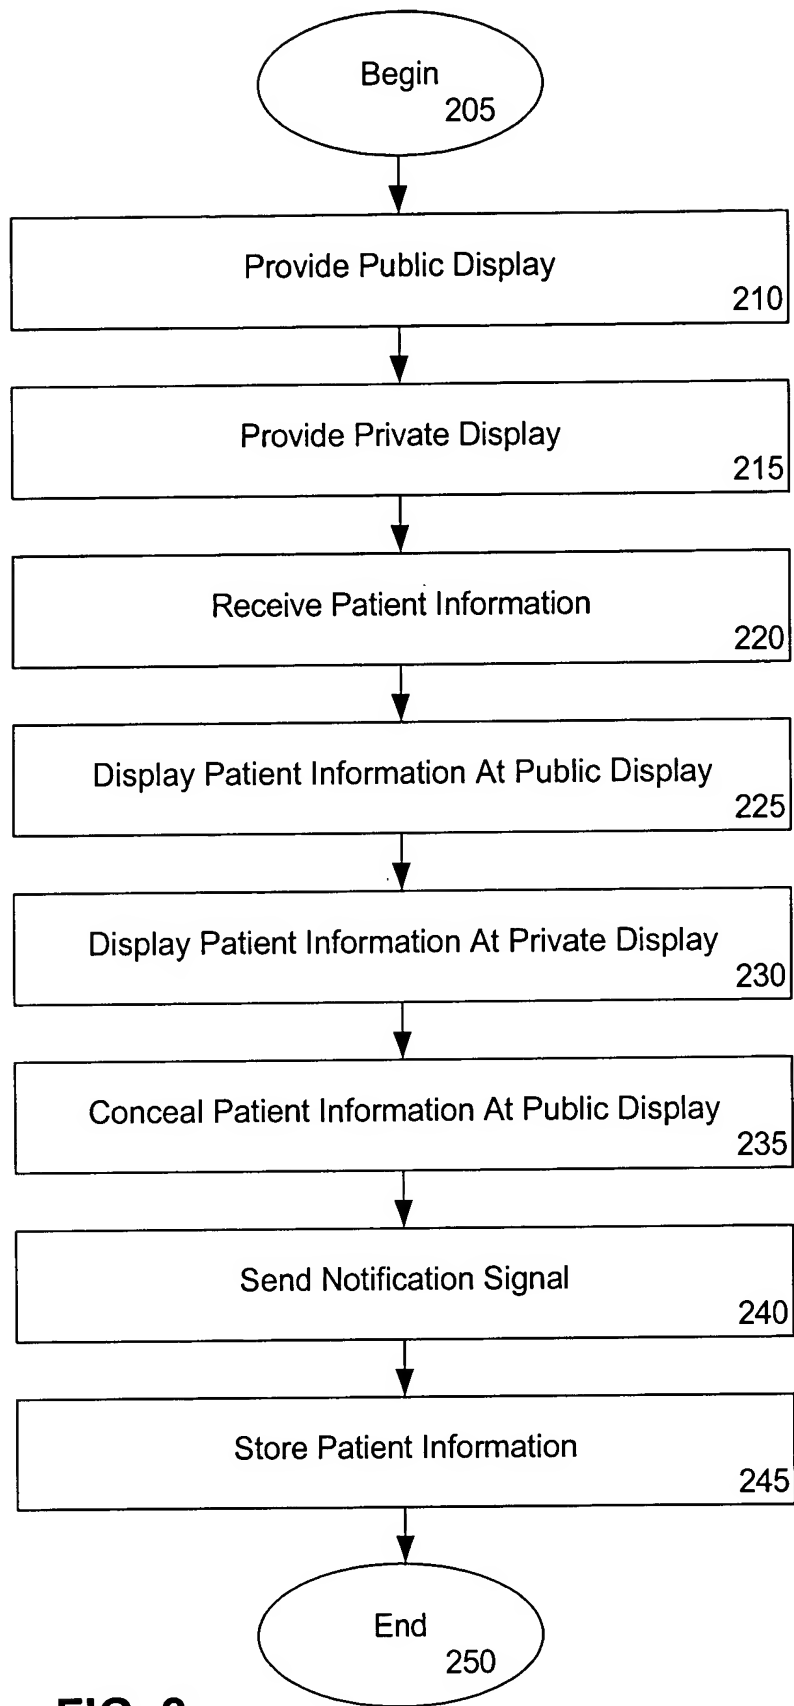 Begin
205
Provide Public Display
210
Provide Private Display
215
Receive Patient Information
220
Display Patient Information At Public Display
225
Display Patient Information At Private Display
230
Conceal Patient Information At Public Display
235
Send Notification Signal
240
Store Patient Information
245
End
250